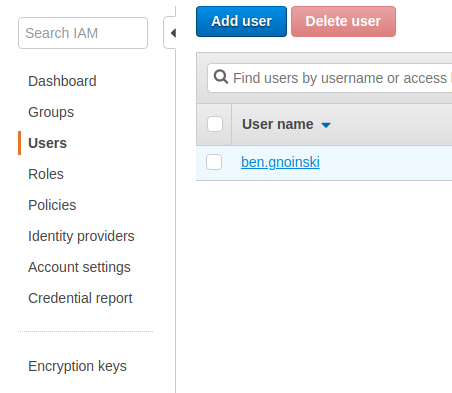 Search IAM
Dashboard
Groups
Users
Roles
Policies
Identity providers
Account settings
Credential report
Encryption keys
Add user
Delete user
Find users by username or access
User name
ben.gnoinski